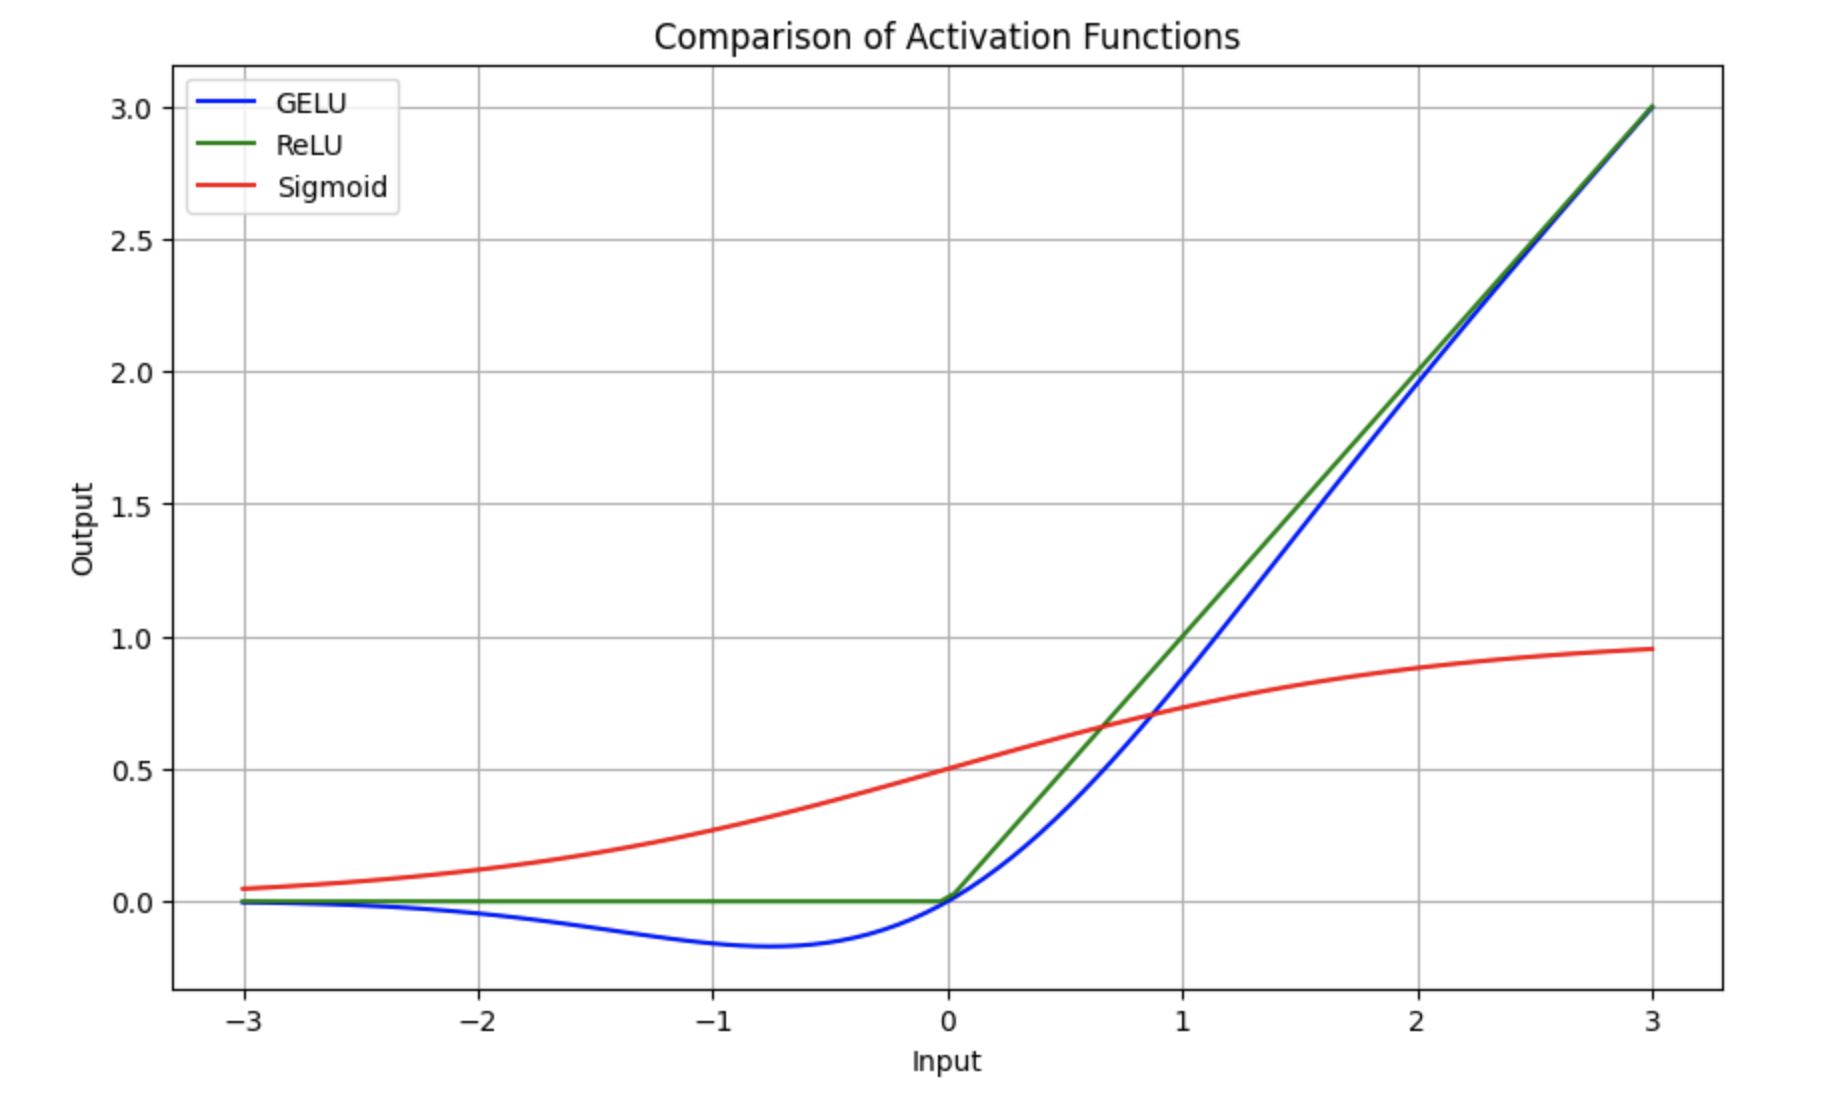 Comparison of Activation Functions
GELU
ReLU
Sigmoid
3.0
2.5
2.0
1.5
1.0
0.5
0.0
Output
−3 −2 −1 0 1 2 3
Input